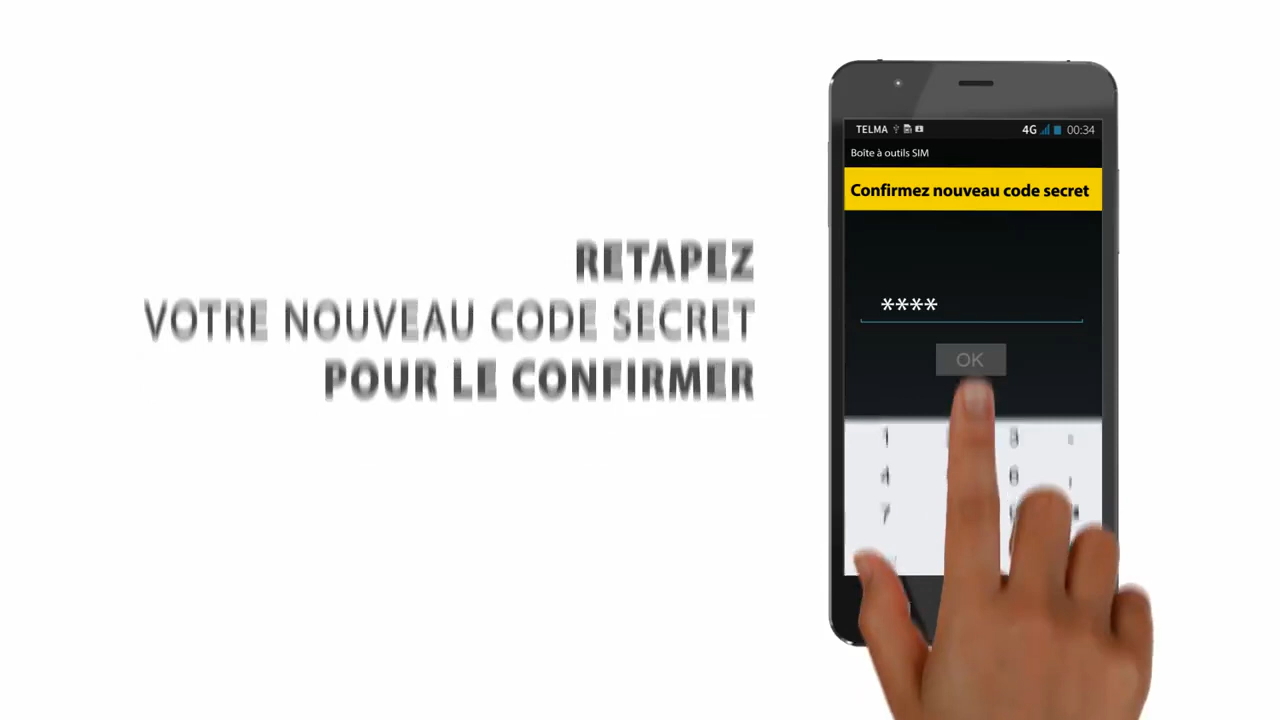 RETAPEZ
VOTRE NOUVEAU CODE SECRET
POUR LE CONFIRMER
TELMA 4G 00:34
Boîte à outils SIM
Confirmez nouveau code secret
****
OK
1 3
4 6
7